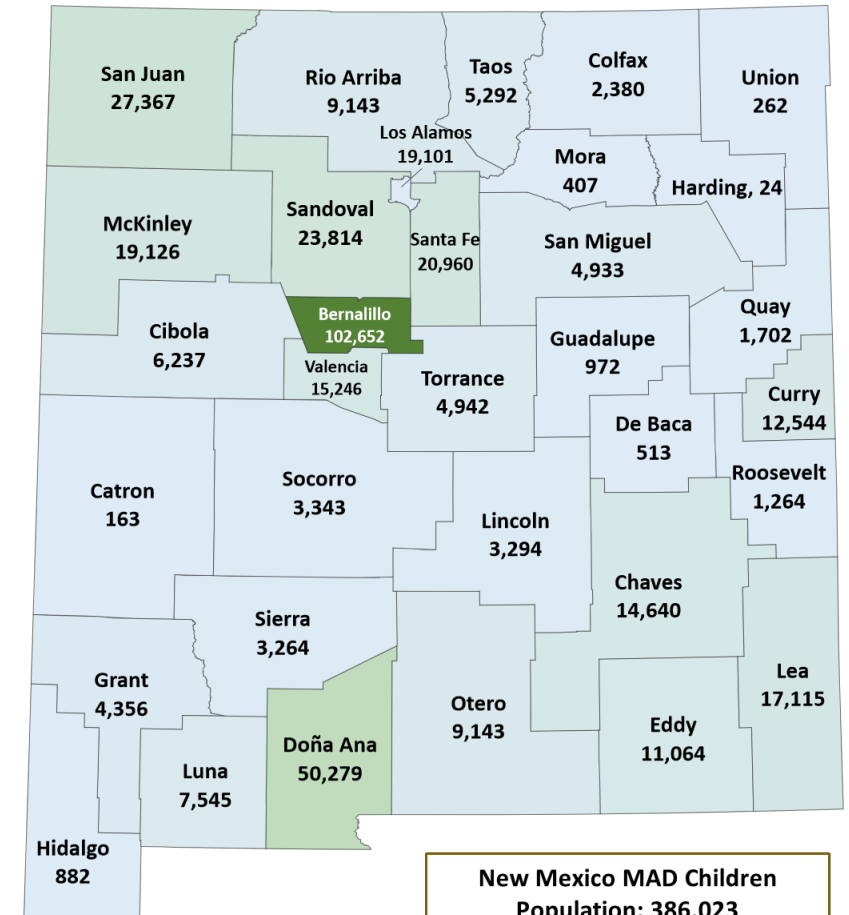 San Juan
27,367
Rio Arriba
9,143
Taos
5,292
Colfax
2,380
Union
262
Los Alamos
19,101
Mora
407
Harding, 24
McKinley
19,126
Sandoval
23,814
Santa Fe
20,960
San Miguel
4,933
Quay
1,702
Bernalillo
102,652
Cibola
6,237
Valencia
15,246
Torrance
4,942
Guadalupe
972
Curry
12,544
De Baca
513
Roosevelt
1,264
Catron
163
Socorro
3,343
Lincoln
3,294
Chaves
14,640
Sierra
3,264
Grant
4,356
Lea
17,115
Otero
9,143
Eddy
11,064
Doña Ana
50,279
Luna
7,545
Hidalgo
882
New Mexico MAD Children
Population: 386,023